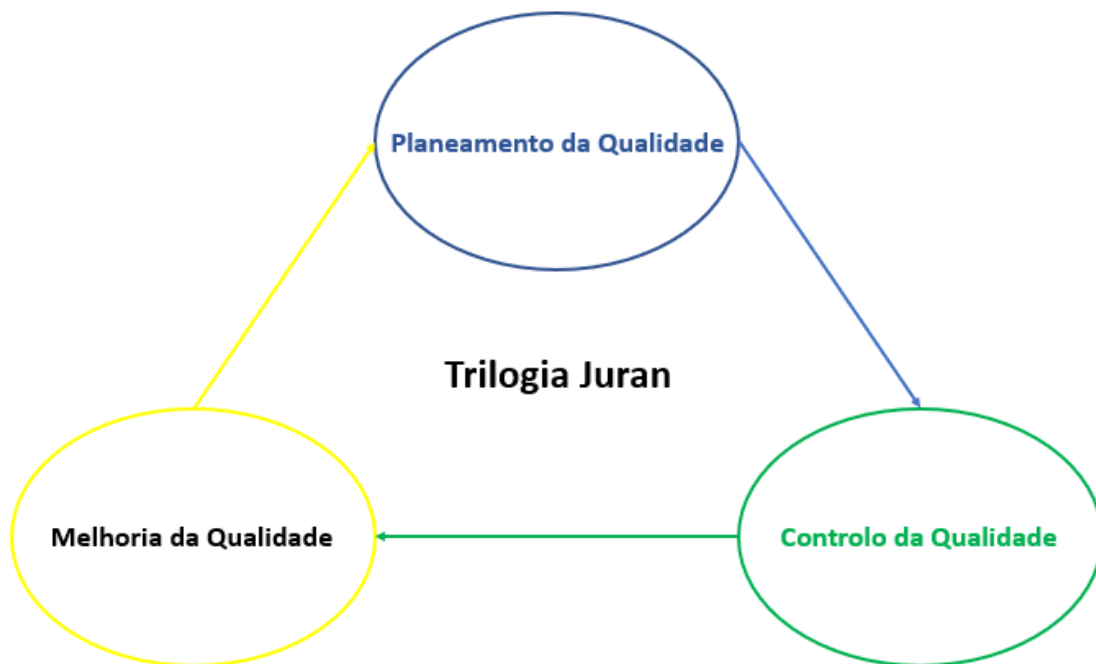 Planeamento da Qualidade
Trilogia Juran
Melhoria da Qualidade
Controlo da Qualidade